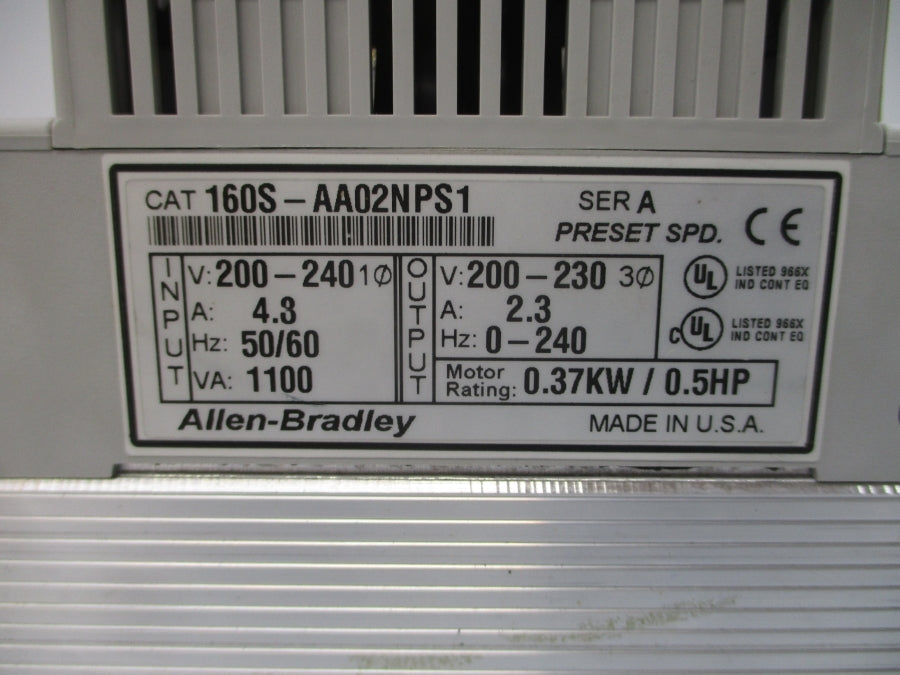 CAT 160S-AA02NPS1
SER A
PRESET SPD.
CE
INPUT
V: 200-240 1Ø
A: 4.3
Hz: 50/60
VA: 1100
OUTPUT
V: 200-230 3Ø
A: 2.3
Hz: 0-240
Motor Rating: 0.37KW / 0.5HP
UL LISTED 966X
IND CONT EQ
c UL LISTED 966X
IND CONT EQ
Allen-Bradley
MADE IN U.S.A.